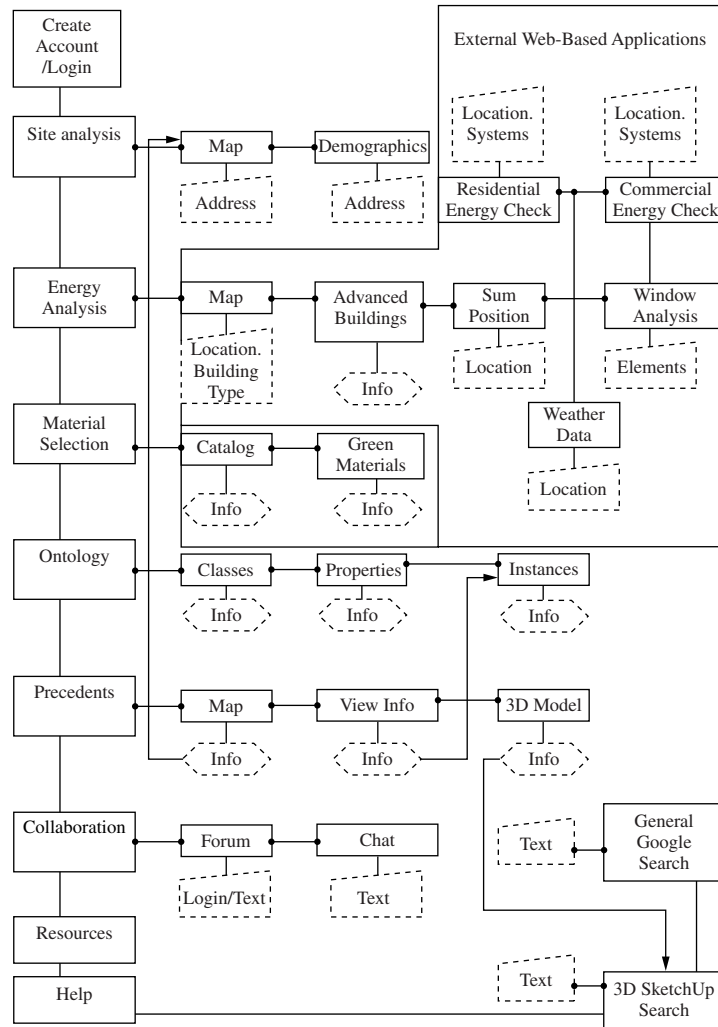 Create
Account
/Login
External Web-Based Applications
Location.
Systems
Location.
Systems
Site analysis
Map
Demographics
Address
Address
Residential
Energy Check
Commercial
Energy Check
Energy
Analysis
Map
Advanced
Buildings
Sum
Position
Window
Analysis
Location.
Building
Type
Info
Location
Elements
Material
Selection
Catalog
Green
Materials
Weather
Data
Info
Info
Location
Ontology
Classes
Properties
Instances
Info
Info
Info
Precedents
Map
View Info
3D Model
Info
Info
Info
Collaboration
Forum
Chat
Text
General
Google
Search
Login/Text
Text
Resources
Help
Text
3D SketchUp
Search